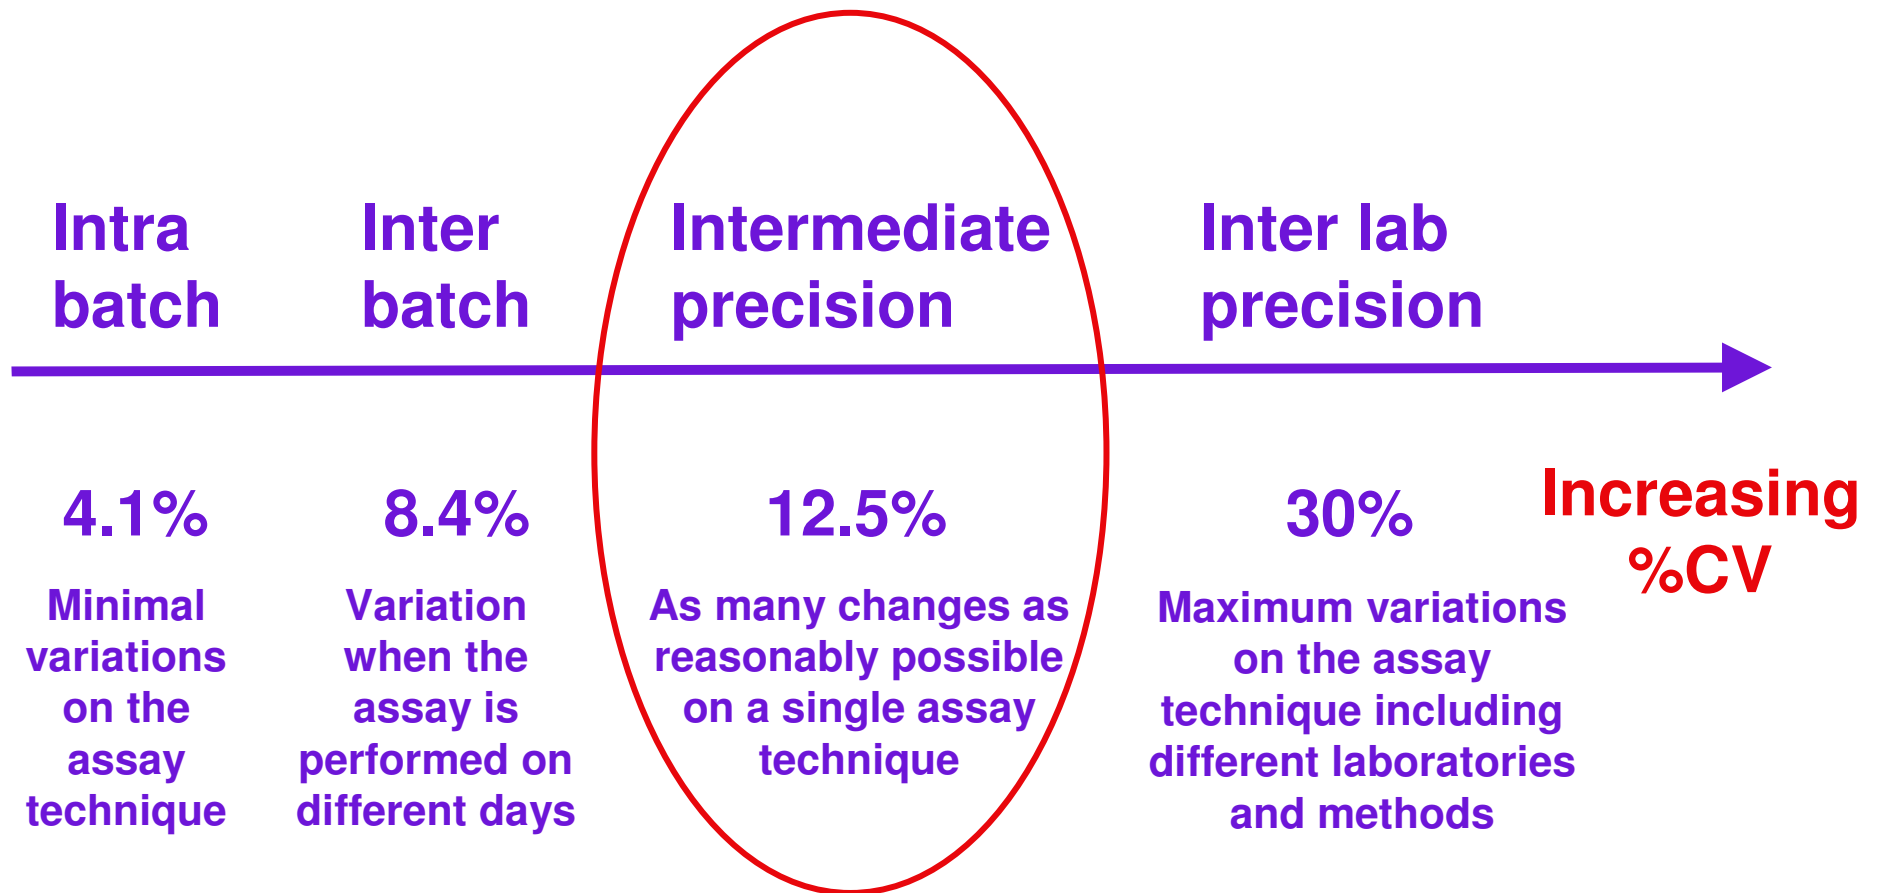 Intra
batch
Inter
batch
Intermediate
precision
Inter lab
precision
4.1%
8.4%
12.5%
30%
Increasing
%CV
Minimal
variations
on the
assay
technique
Variation
when the
assay is
performed on
different days
As many changes as
reasonably possible
on a single assay
technique
Maximum variations
on the assay
technique including
different laboratories
and methods